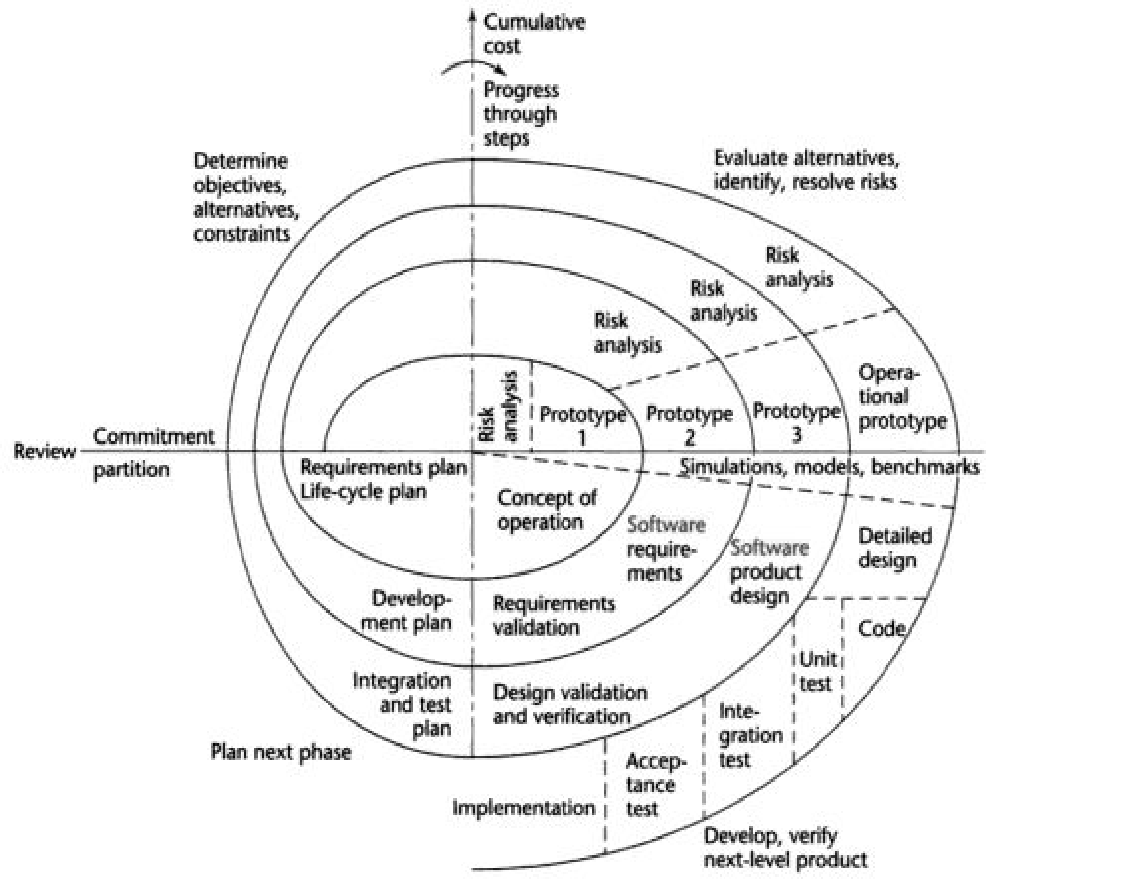 Cumulative
cost
Progress
through
steps
Determine
objectives,
alternatives,
constraints
Evaluate alternatives,
identify, resolve risks
Risk
analysis
Risk
analysis
Risk
analysis
Risk
analysis
Prototype
1
Prototype
2
Prototype
3
Opera-
tional
prototype
Review
Commitment
partition
Requirements plan
Life-cycle plan
Concept of
operation
Simulations, models, benchmarks
Software
require-
ments
Software
product
design
Detailed
design
Develop-
ment plan
Requirements
validation
Code
Unit
test
Integration
and test
plan
Design validation
and verification
Inte-
gration
test
Plan next phase
Accep-
tance
test
Implementation
Develop, verify
next-level product